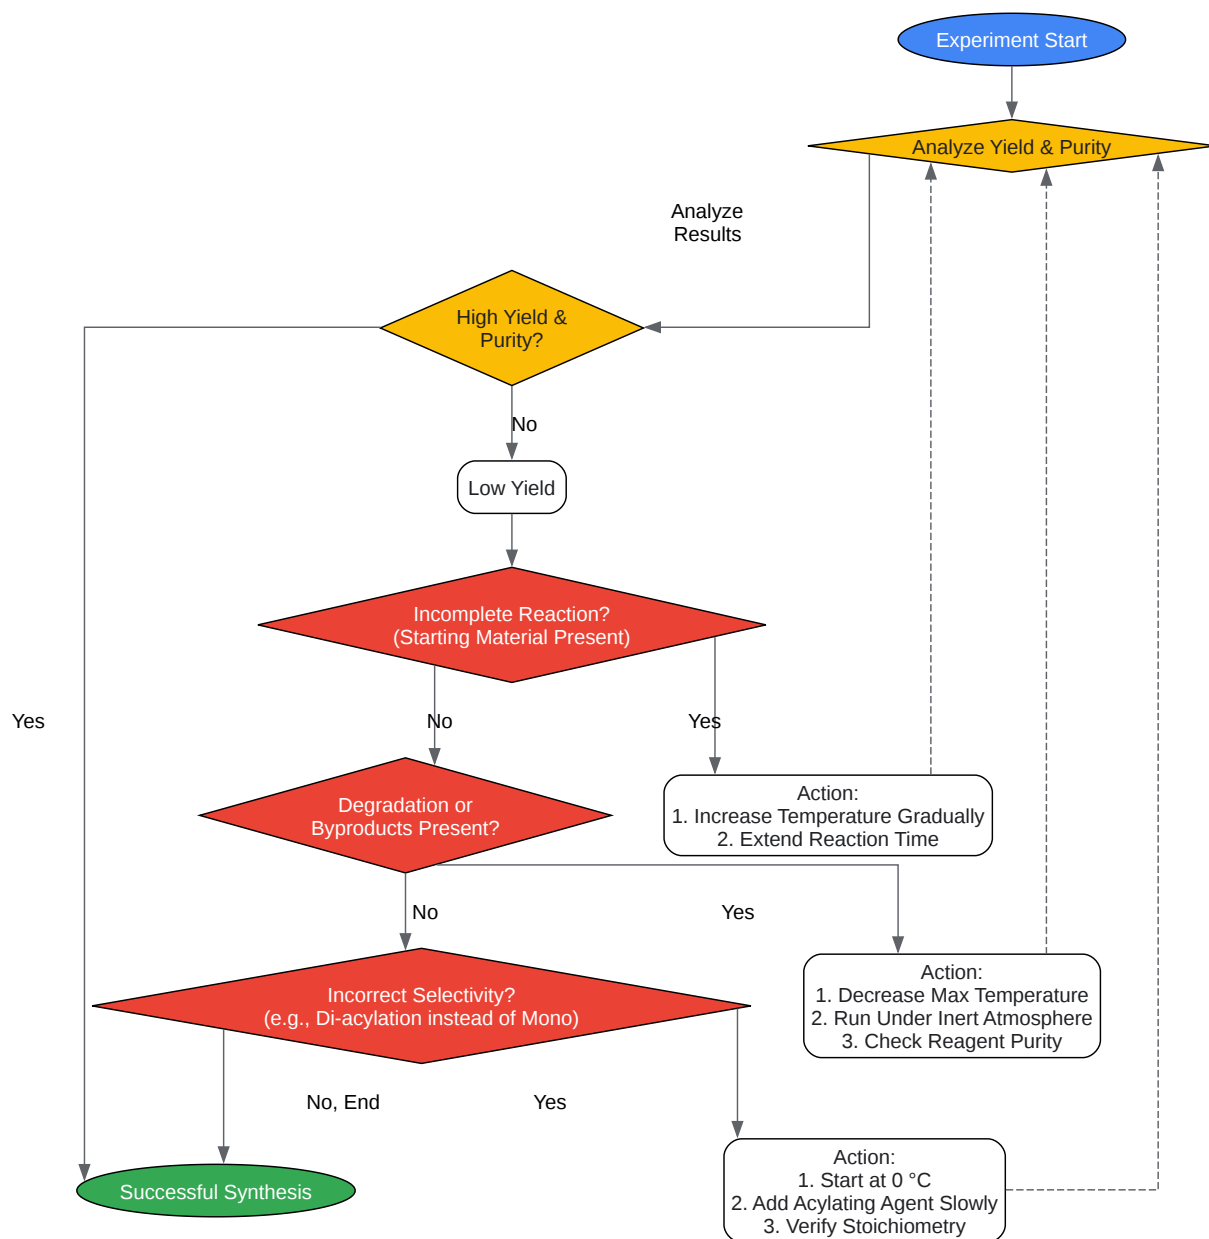 Experiment Start
Analyze Yield & Purity
Analyze
Results
High Yield &
Purity?
No
Low Yield
Incomplete Reaction?
(Starting Material Present)
Yes
No
Yes
Degradation or
Byproducts Present?
Action:
1. Increase Temperature Gradually
2. Extend Reaction Time
No
Yes
Incorrect Selectivity?
(e.g., Di-acylation instead of Mono)
Action:
1. Decrease Max Temperature
2. Run Under Inert Atmosphere
3. Check Reagent Purity
No, End
Yes
Successful Synthesis
Action:
1. Start at 0 °C
2. Add Acylating Agent Slowly
3. Verify Stoichiometry